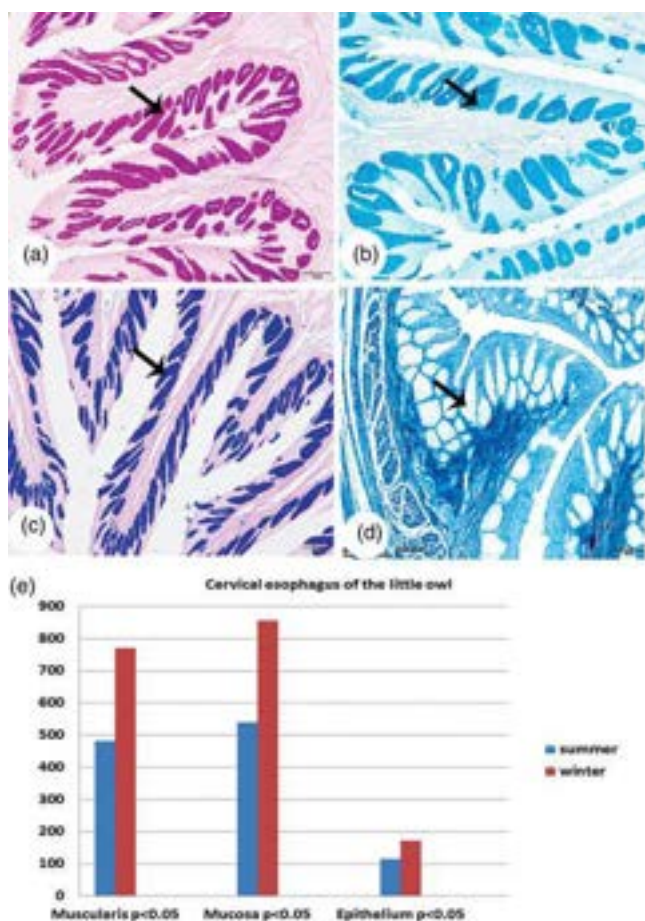 (a)
(b)
(c)
(d)
(e)
Cervical esophagus of the little owl
900
800
700
600
500
400
300
200
100
0
Muscularis p<0.05 Mucosa p<0.05 Epithelium p<0.05
summer
winter